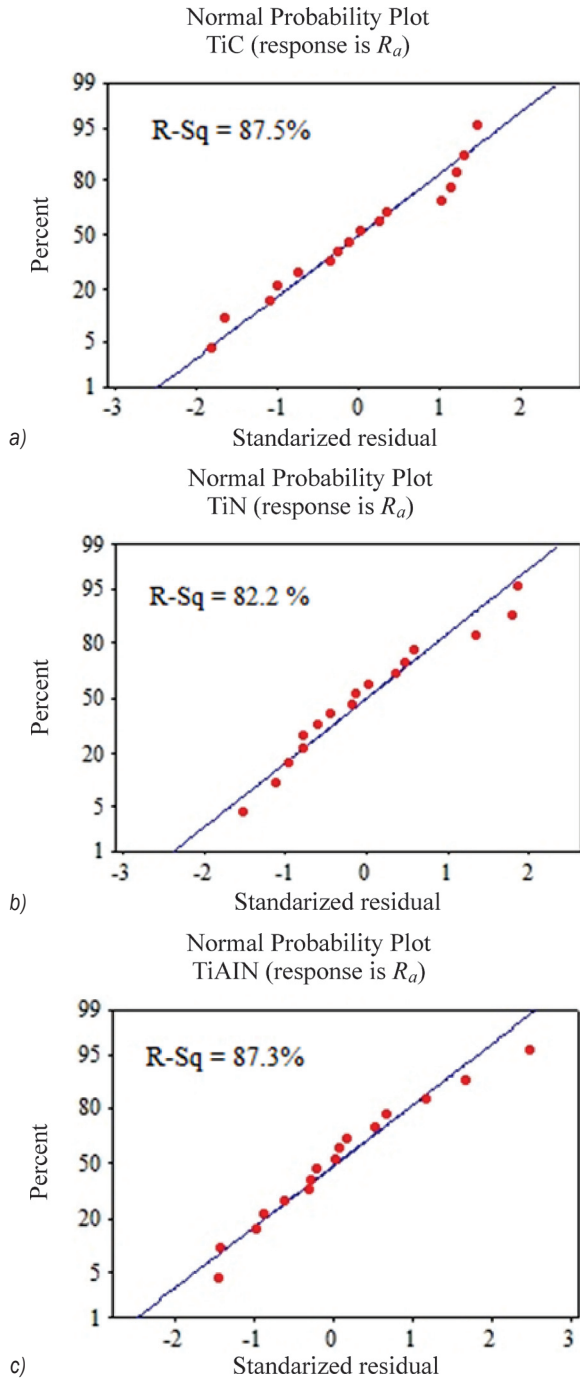 Normal Probability Plot
TiC (response is Ra)
R-Sq = 87.5%
99
95
80
50
20
5
1
Percent
-3 -2 -1 0 1 2
a)
Standarized residual
Normal Probability Plot
TiN (response is Ra)
R-Sq = 82.2 %
99
95
80
50
20
5
1
Percent
-3 -2 -1 0 1 2
b)
Standarized residual
Normal Probability Plot
TiAIN (response is Ra)
R-Sq = 87.3%
99
95
80
50
20
5
1
Percent
-2 -1 0 1 2 3
c)
Standarized residual